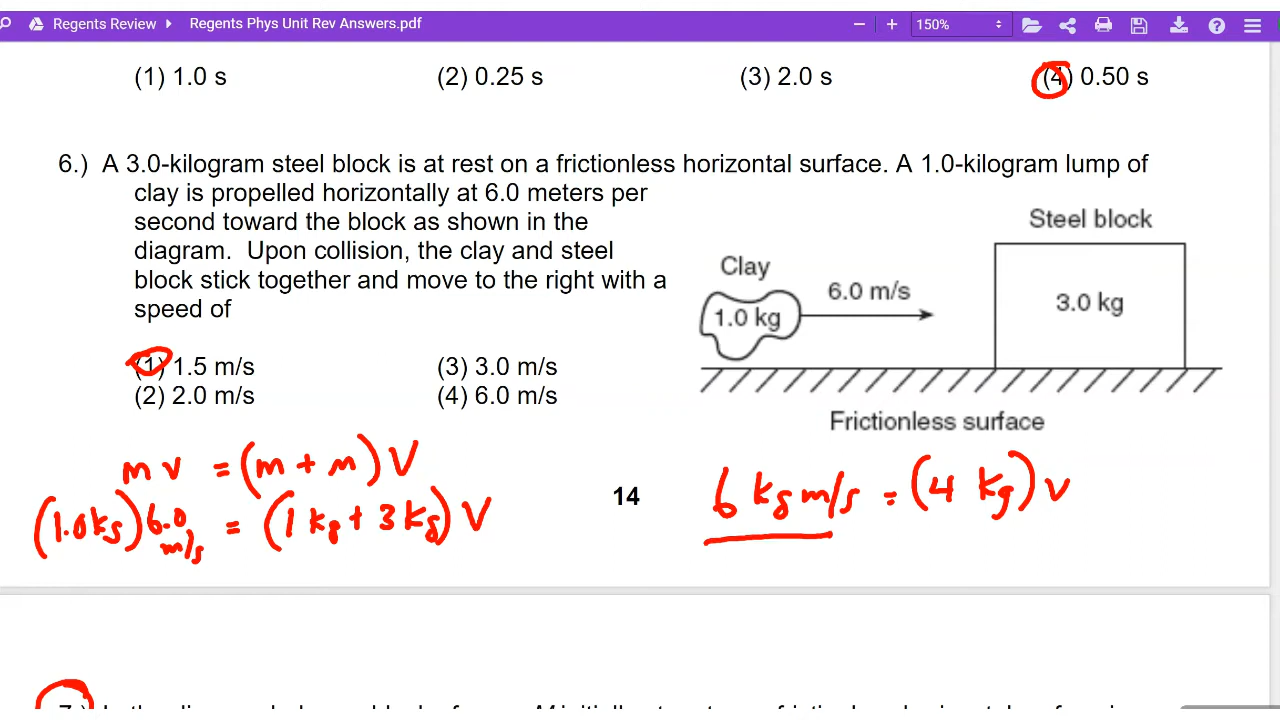 Regents Review ▸ Regents Phys Unit Rev Answers.pdf − + 150%
(1) 1.0 s (2) 0.25 s (3) 2.0 s (4) 0.50 s
6.) A 3.0-kilogram steel block is at rest on a frictionless horizontal surface. A 1.0-kilogram lump of
clay is propelled horizontally at 6.0 meters per
second toward the block as shown in the
diagram. Upon collision, the clay and steel
block stick together and move to the right with a
speed of
(1) 1.5 m/s (3) 3.0 m/s
(2) 2.0 m/s (4) 6.0 m/s
Steel block
Clay
6.0 m/s
1.0 kg
3.0 kg
Frictionless surface
m v = (m + m) V
(1.0 kg) 6.0 m/s = (1 kg + 3 kg) V
14
6 kg m/s = (4 kg) v